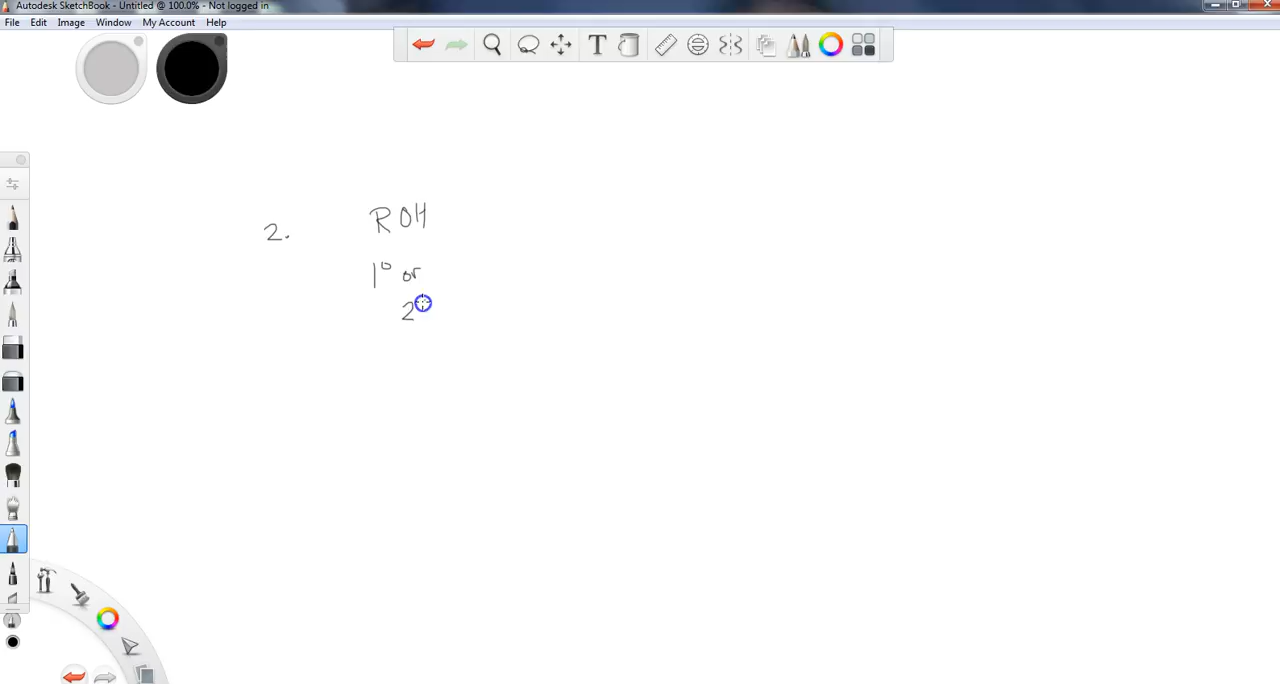 Autodesk SketchBook - Untitled @ 100.0% - Not logged in
File Edit Image Window My Account Help
T
2. ROH
1° or
2